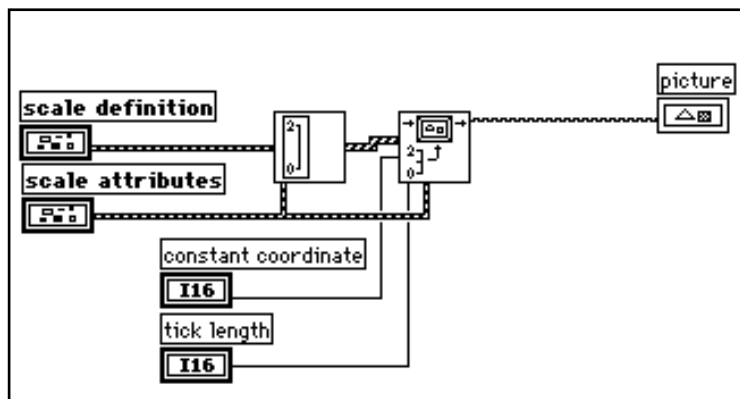 picture
scale definition
2
0
2
0
scale attributes
constant coordinate
I16
tick length
I16